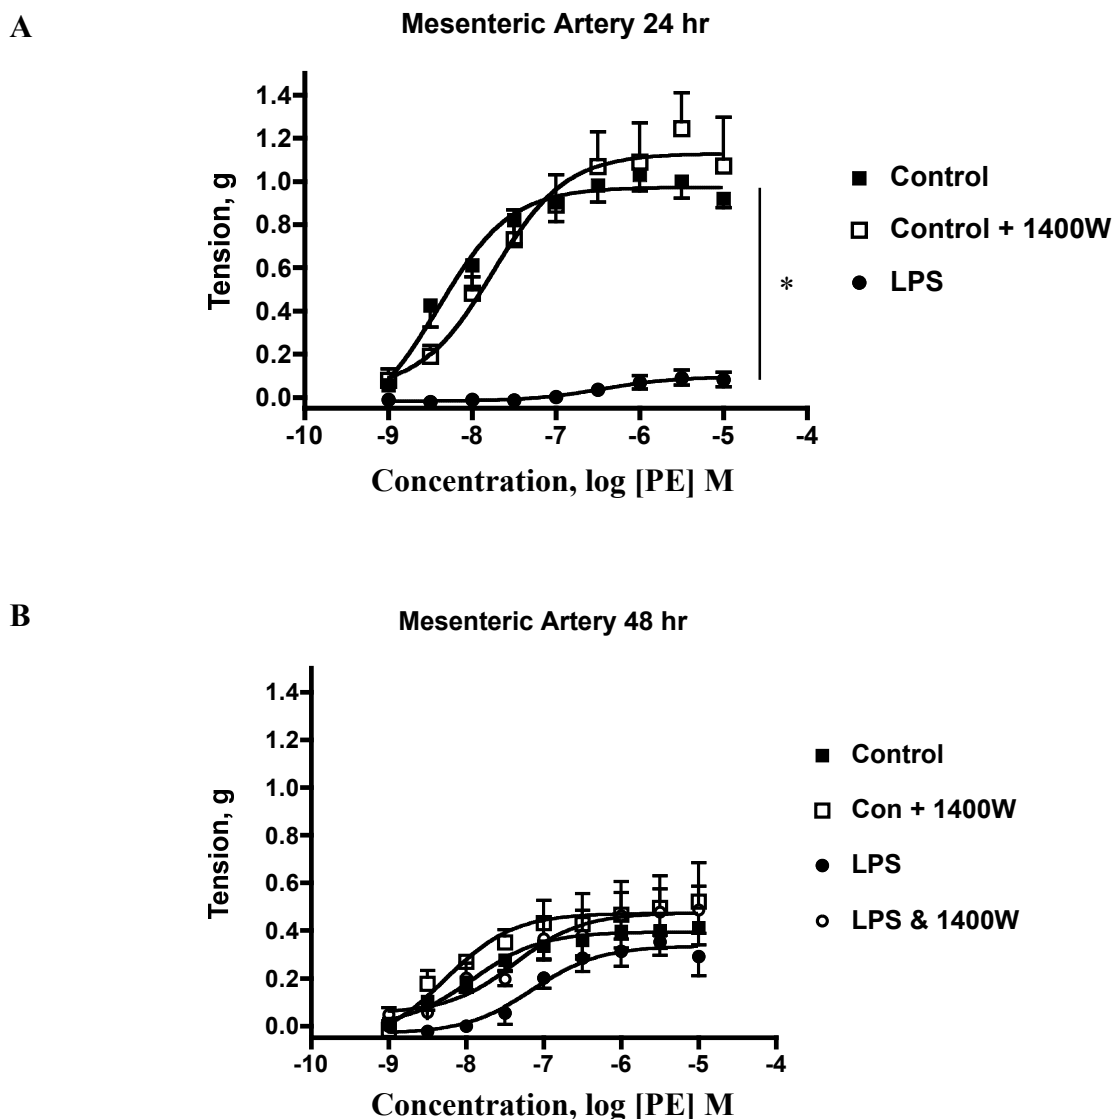 A
Mesenteric Artery 24 hr
Tension, g
1.4
1.2
1.0
0.8
0.6
0.4
0.2
0.0
-10 -9 -8 -7 -6 -5 -4
Concentration, log [PE] M
Control
Control + 1400W
LPS
*
B
Mesenteric Artery 48 hr
Tension, g
1.4
1.2
1.0
0.8
0.6
0.4
0.2
0.0
-10 -9 -8 -7 -6 -5 -4
Concentration, log [PE] M
Control
Con + 1400W
LPS
LPS & 1400W